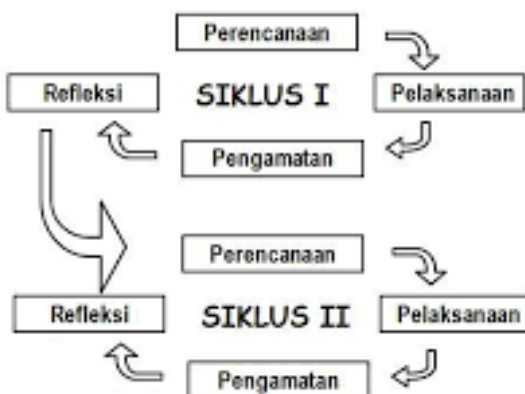 Perencanaan
Refleksi
SIKLUS I
Pelaksanaan
Pengamatan
Perencanaan
Refleksi
SIKLUS II
Pelaksanaan
Pengamatan